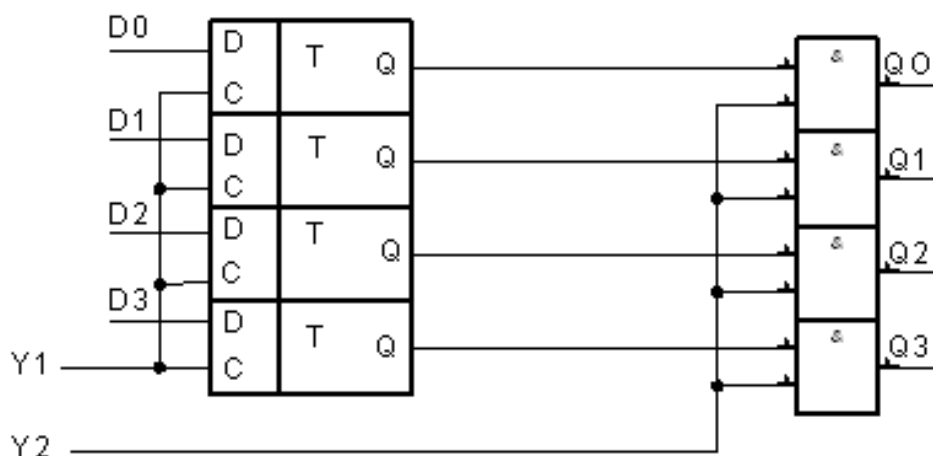 D0
D T Q
C
& Q0
D1
D T Q
C
& Q1
D2
D T Q
C
& Q2
D3
D T Q
C
& Q3
Y1
Y2